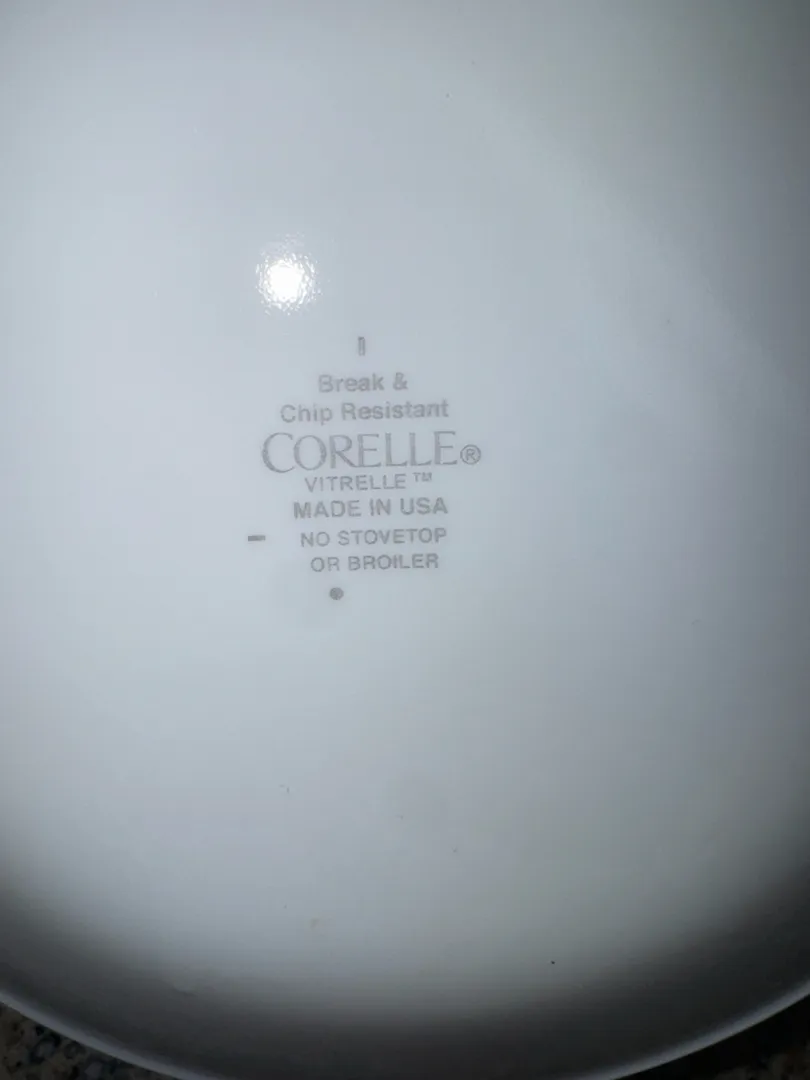 Break &
Chip Resistant
CORELLE®
VITRELLE™
MADE IN USA
NO STOVETOP
OR BROILER